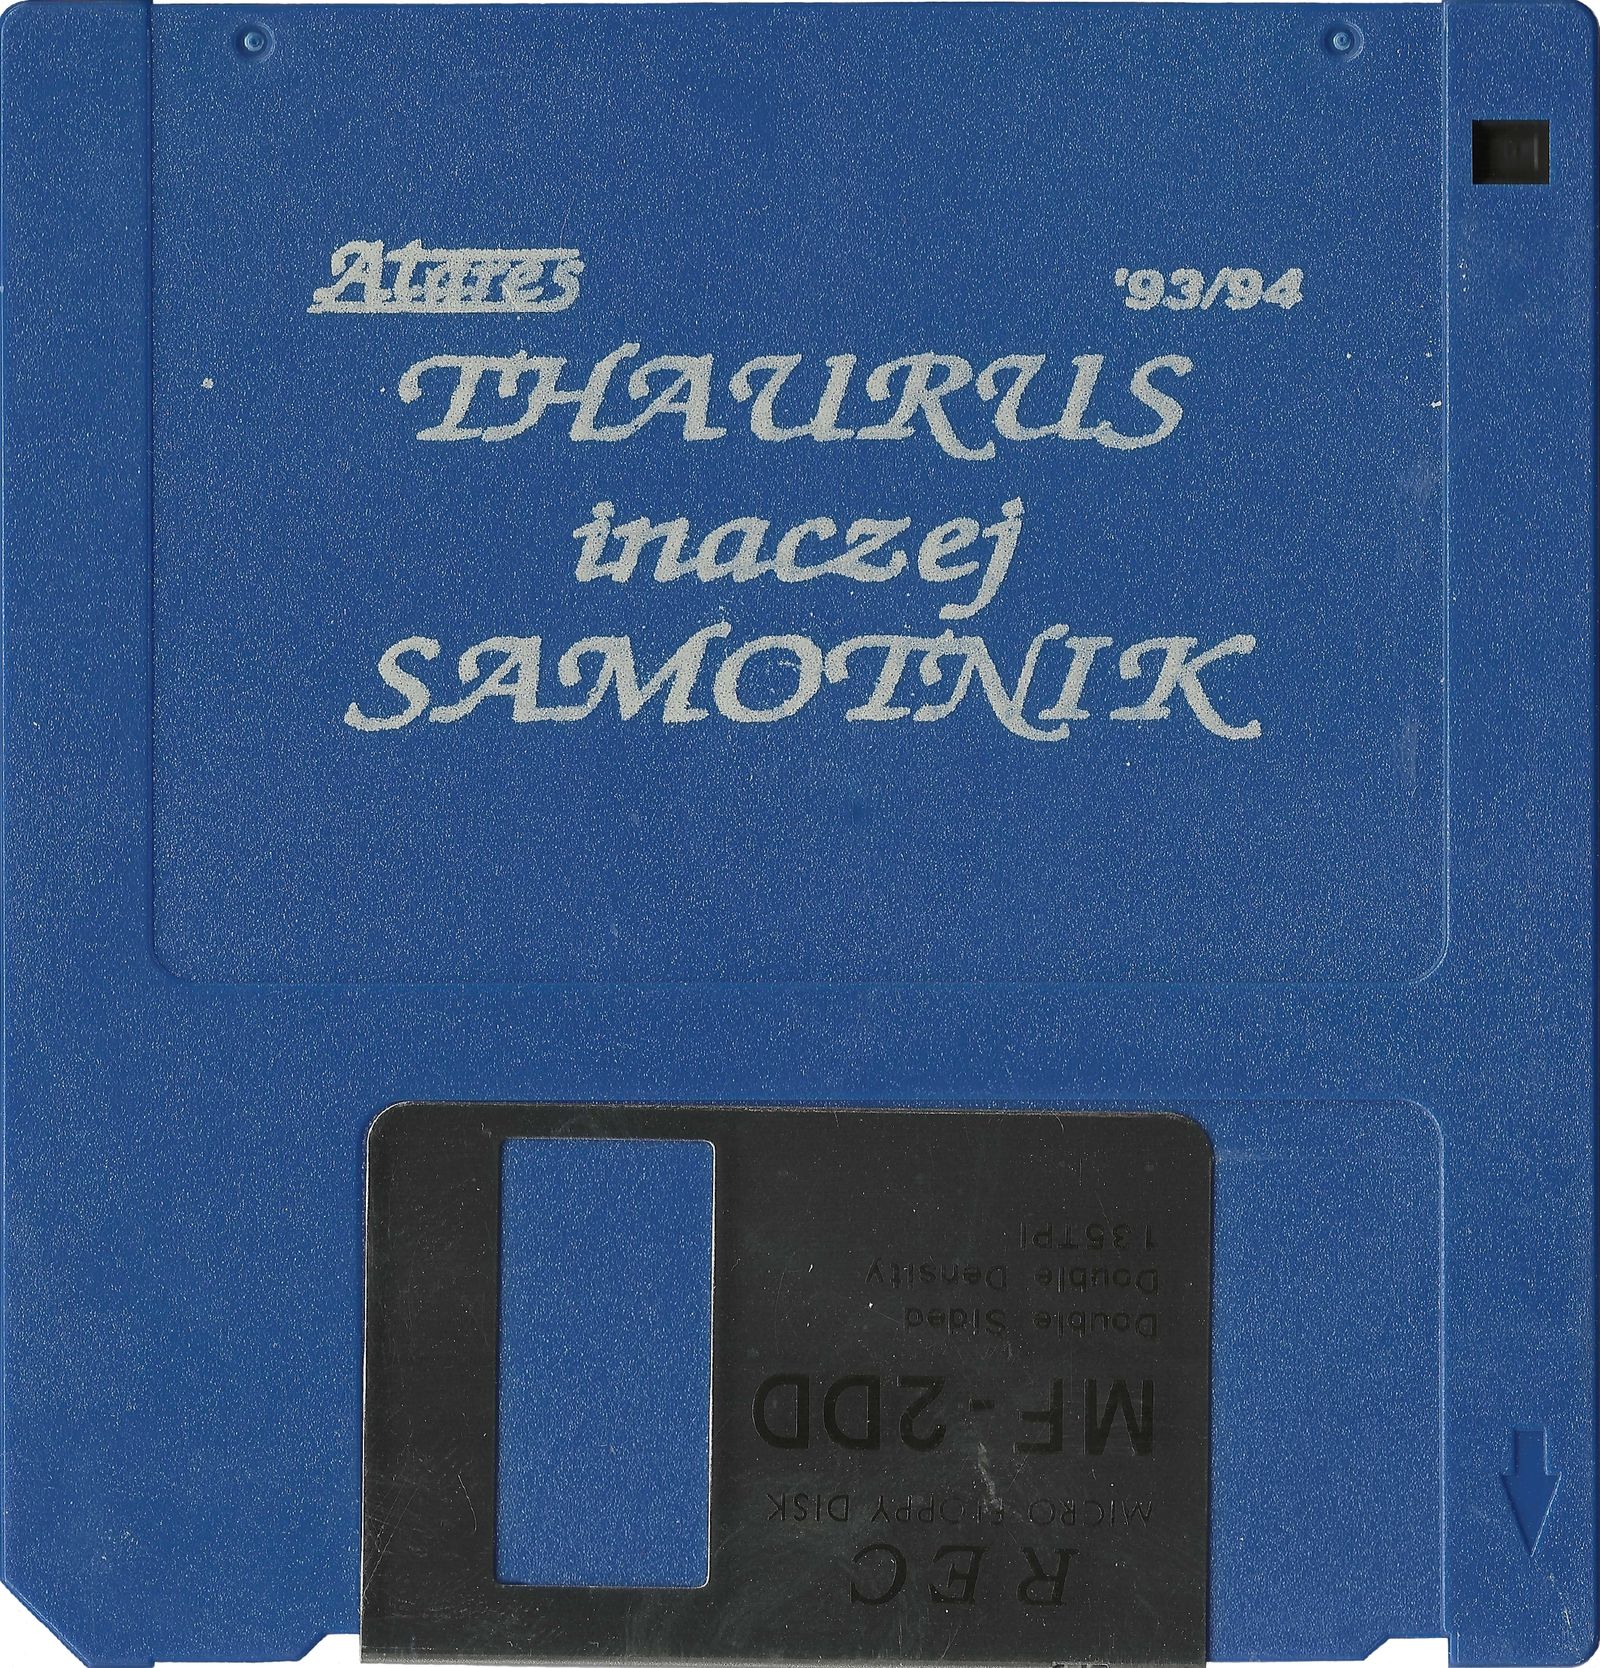 Atares '93/94
THAURUS
inaczej
SAMOTNIK
REC
MICRO FLOPPY DISK
MF-2DD
Double Sided
Double Density
135TPI